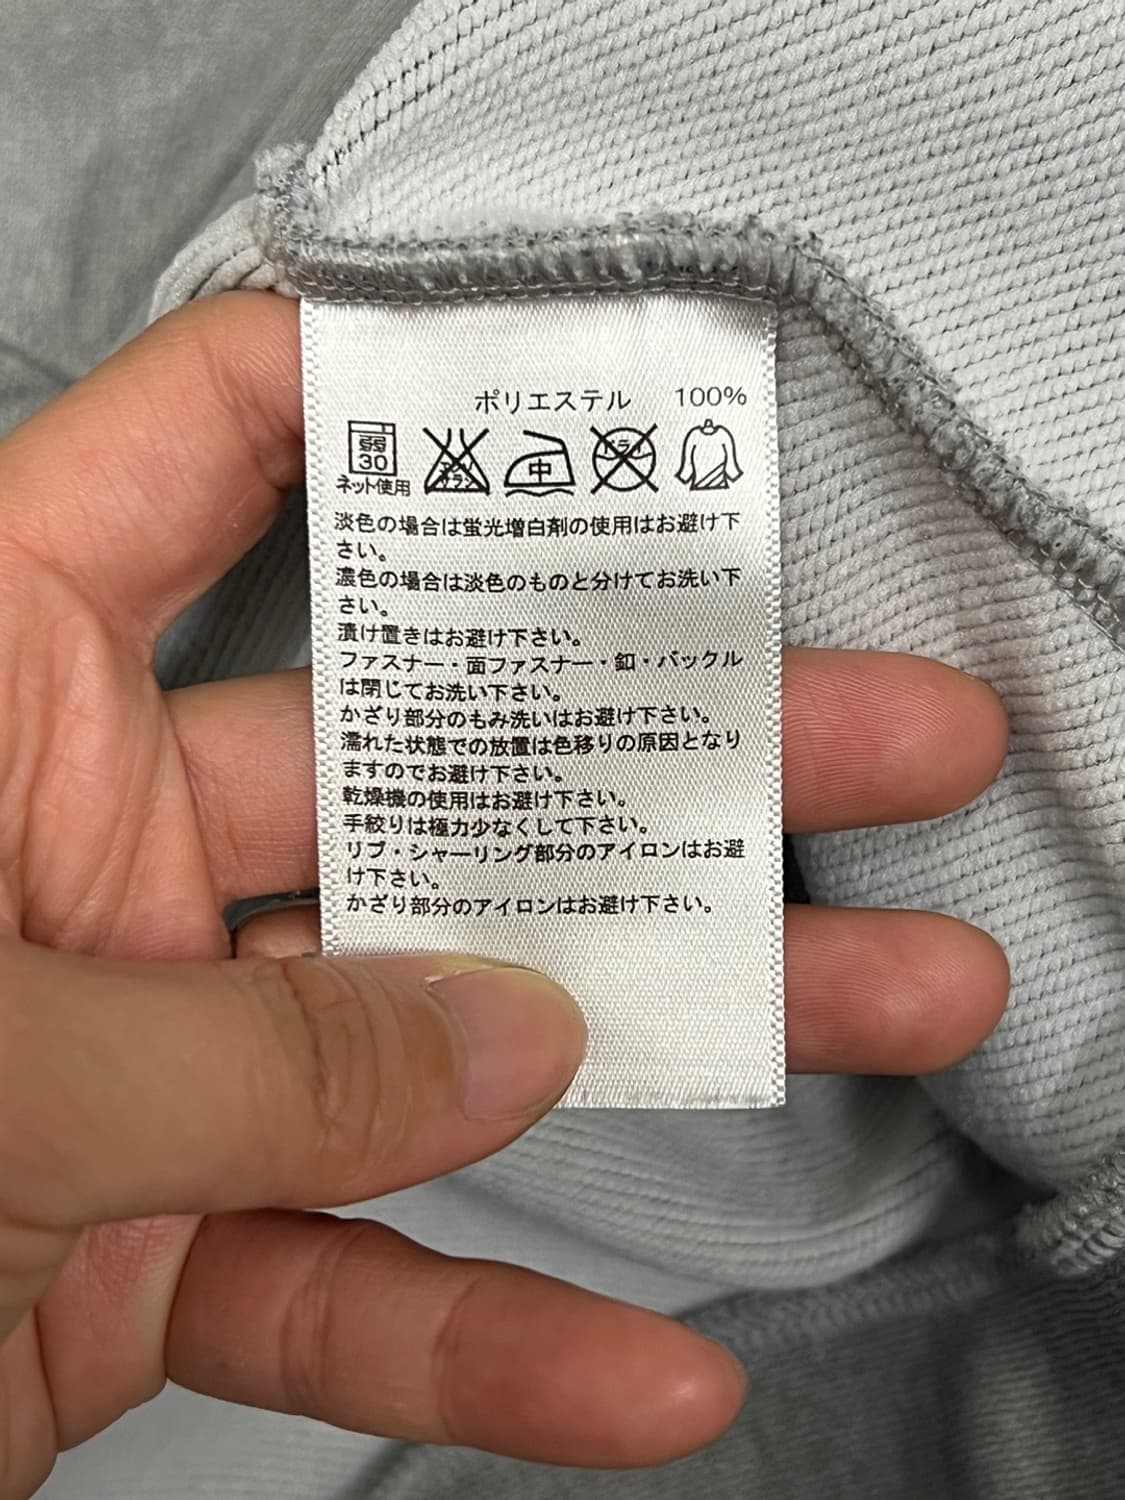 ポリエステル 100%
弱
30
ネット使用
エンソ
サラシ
中
ドライ
淡色の場合は蛍光増白剤の使用はお避け下
さい。
濃色の場合は淡色のものと分けてお洗い下
さい。
漬け置きはお避け下さい。
ファスナー・面ファスナー・釦・バックル
は閉じてお洗い下さい。
かざり部分のもみ洗いはお避け下さい。
濡れた状態での放置は色移りの原因となり
ますのでお避け下さい。
乾燥機の使用はお避け下さい。
手絞りは極力少なくして下さい。
リブ・シャーリング部分のアイロンはお避
け下さい。
かざり部分のアイロンはお避け下さい。